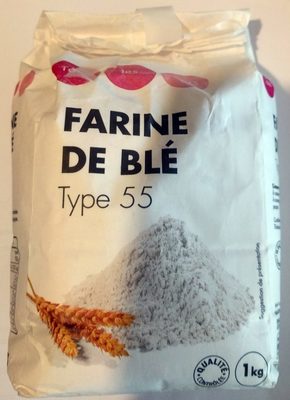 FARINE
DE BLÉ
Type 55
Suggestion de présentation
QUALITÉ
CONTRÔLÉE
1kg